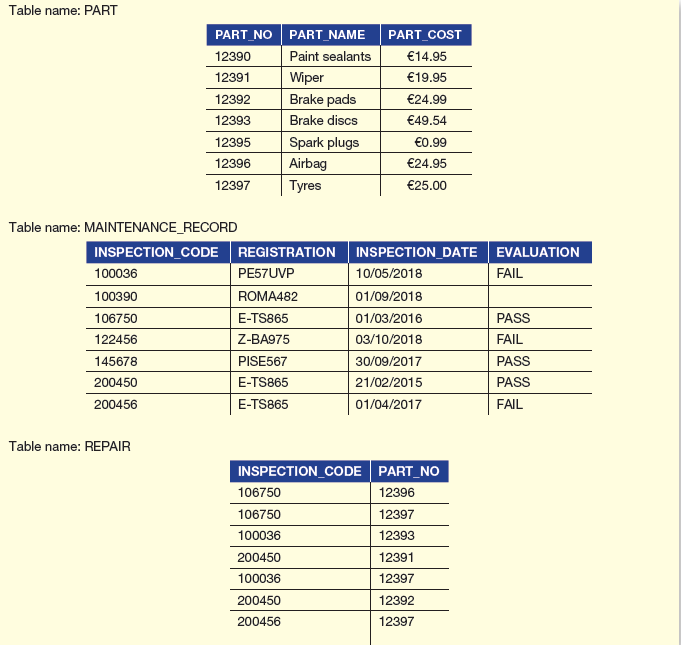 Table name: PART
PART_NO PART_NAME PART_COST
12390 Paint sealants €14.95
12391 Wiper €19.95
12392 Brake pads €24.99
12393 Brake discs €49.54
12395 Spark plugs €0.99
12396 Airbag €24.95
12397 Tyres €25.00
Table name: MAINTENANCE_RECORD
INSPECTION_CODE REGISTRATION INSPECTION_DATE EVALUATION
100036 PE57UVP 10/05/2018 FAIL
100390 ROMA482 01/09/2018
106750 E-TS865 01/03/2016 PASS
122456 Z-BA975 03/10/2018 FAIL
145678 PISE567 30/09/2017 PASS
200450 E-TS865 21/02/2015 PASS
200456 E-TS865 01/04/2017 FAIL
Table name: REPAIR
INSPECTION_CODE PART_NO
106750 12396
106750 12397
100036 12393
200450 12391
100036 12397
200450 12392
200456 12397